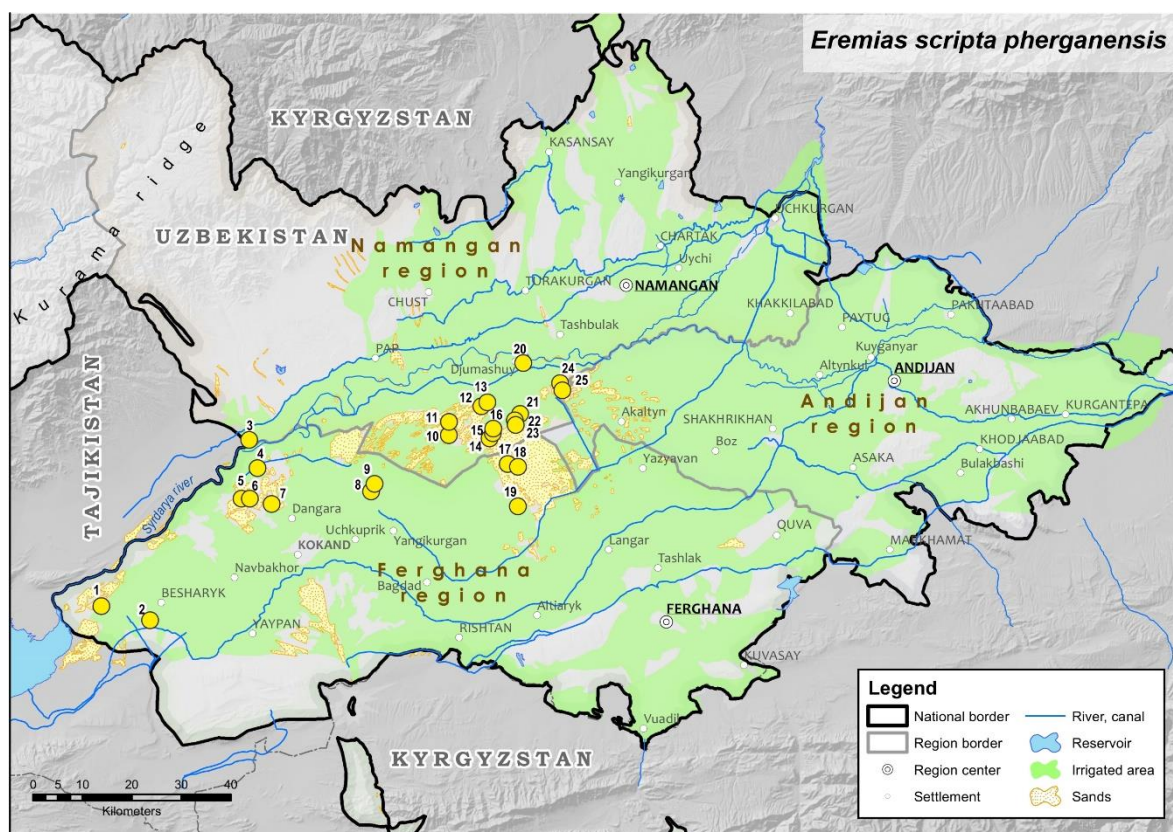 Eremias scripta pherganensis
KYRGYZSTAN
KASANSAY
Yangikurgan
Kurama ridge
UZBEKISTAN
UCHKURGAN
CHARTAK
Uychi
Namangan
region
TURAKURGAN
NAMANGAN
CHUST
KHAKKILABAD
PAKHTAABAD
PAYTUG
Tashbulak
PAP
Kuyganyar
TAJIKISTAN
20
Djumashuy
Altynkul
ANDIJAN
24
25
13
12
Andijan
region
AKHUNBABAEV
KURGANTEPA
11
16
21
22
Akaltyn
SHAKHRIKHAN
10
15
14
23
Boz
KHODJAABAD
3
4
17
18
Yazyavan
ASAKA
Bulakbashi
9
8
5
6
7
19
Syrdarya river
Dangara
Uchkuprik
Yangikurgan
QUVA
KOKAND
Langar
MARKHAMAT
Navbakhor
Ferghana
region
Tashlak
Bagdad
1
2
BESHARYK
Altiaryk
FERGHANA
YAYPAN
RISHTAN
KUVASAY
Vuadil
KYRGYZSTAN
Legend
National border
River, canal
Region border
Reservoir
Region center
Irrigated area
Settlement
Sands
0 5 10 20 30 40
Kilometers